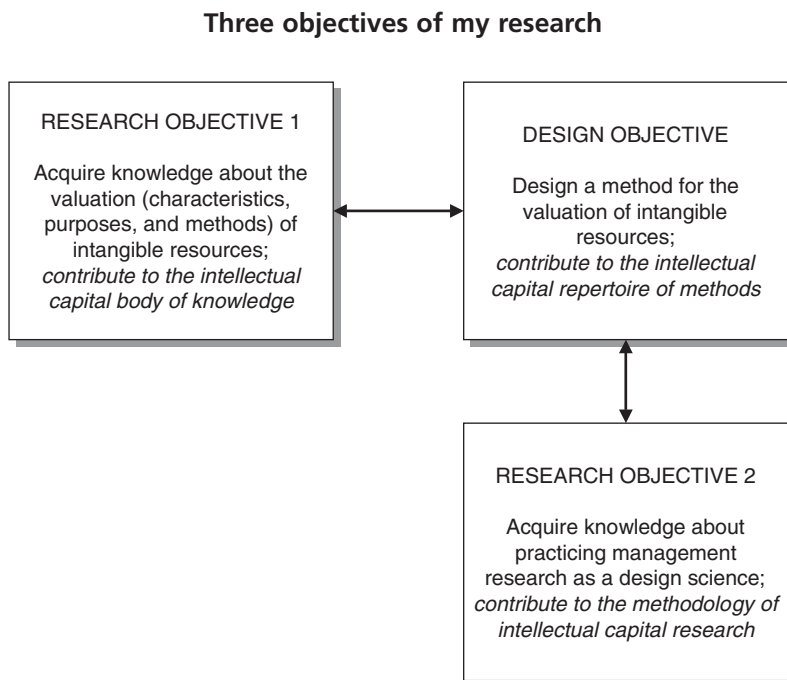 Three objectives of my research
RESEARCH OBJECTIVE 1
Acquire knowledge about the
valuation (characteristics,
purposes, and methods) of
intangible resources;
contribute to the intellectual
capital body of knowledge
DESIGN OBJECTIVE
Design a method for the
valuation of intangible
resources;
contribute to the intellectual
capital repertoire of methods
RESEARCH OBJECTIVE 2
Acquire knowledge about
practicing management
research as a design science;
contribute to the methodology of
intellectual capital research